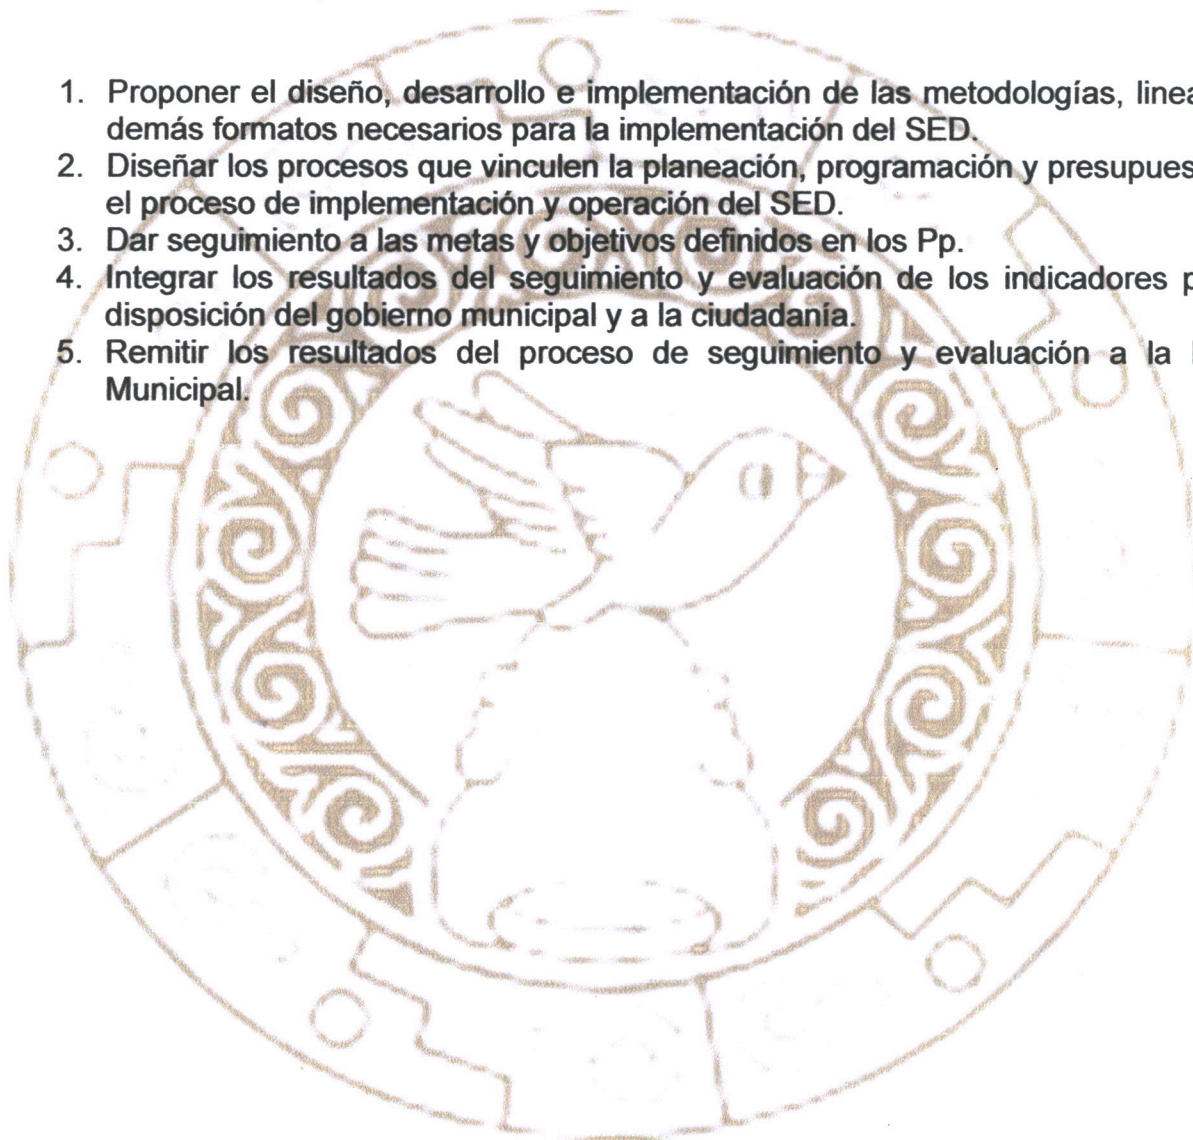 1. Proponer el diseño, desarrollo e implementación de las metodologías,
demás formatos necesarios para la implementación del SED.
2. Diseñar los procesos que vinculen la planeación, programación y
el proceso de implementación y operación del SED.
3. Dar seguimiento a las metas y objetivos definidos en los Pp.
4. Integrar los resultados del seguimiento y evaluación de los indicadores
disposición del gobierno municipal y a la ciudadanía.
5. Remitir los resultados del proceso de seguimiento y evaluación a la
Municipal.